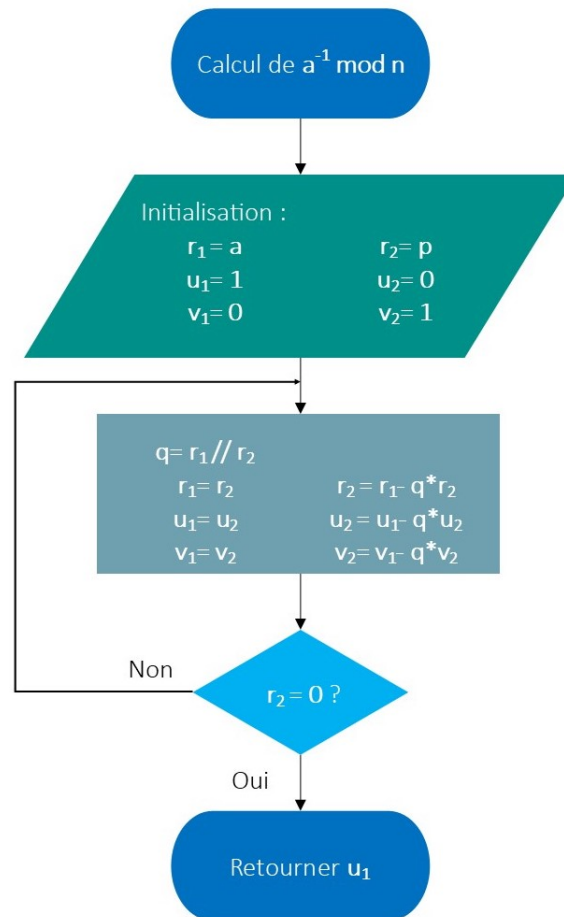 Calcul de a⁻¹ mod n
Initialisation :
r₁= a r₂= p
u₁= 1 u₂= 0
v₁= 0 v₂= 1
q= r₁// r₂
r₁= r₂ r₂= r₁- q*r₂
u₁= u₂ u₂= u₁- q*u₂
v₁= v₂ v₂= v₁- q*v₂
Non
r₂ = 0 ?
Oui
Retourner u₁